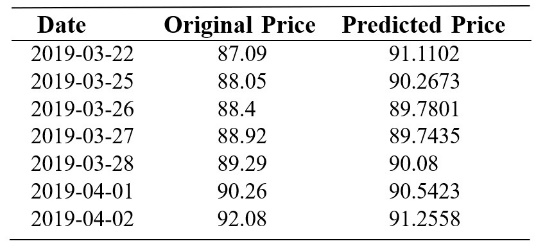 Date Original Price Predicted Price
2019-03-22 87.09 91.1102
2019-03-25 88.05 90.2673
2019-03-26 88.4 89.7801
2019-03-27 88.92 89.7435
2019-03-28 89.29 90.08
2019-04-01 90.26 90.5423
2019-04-02 92.08 91.2558